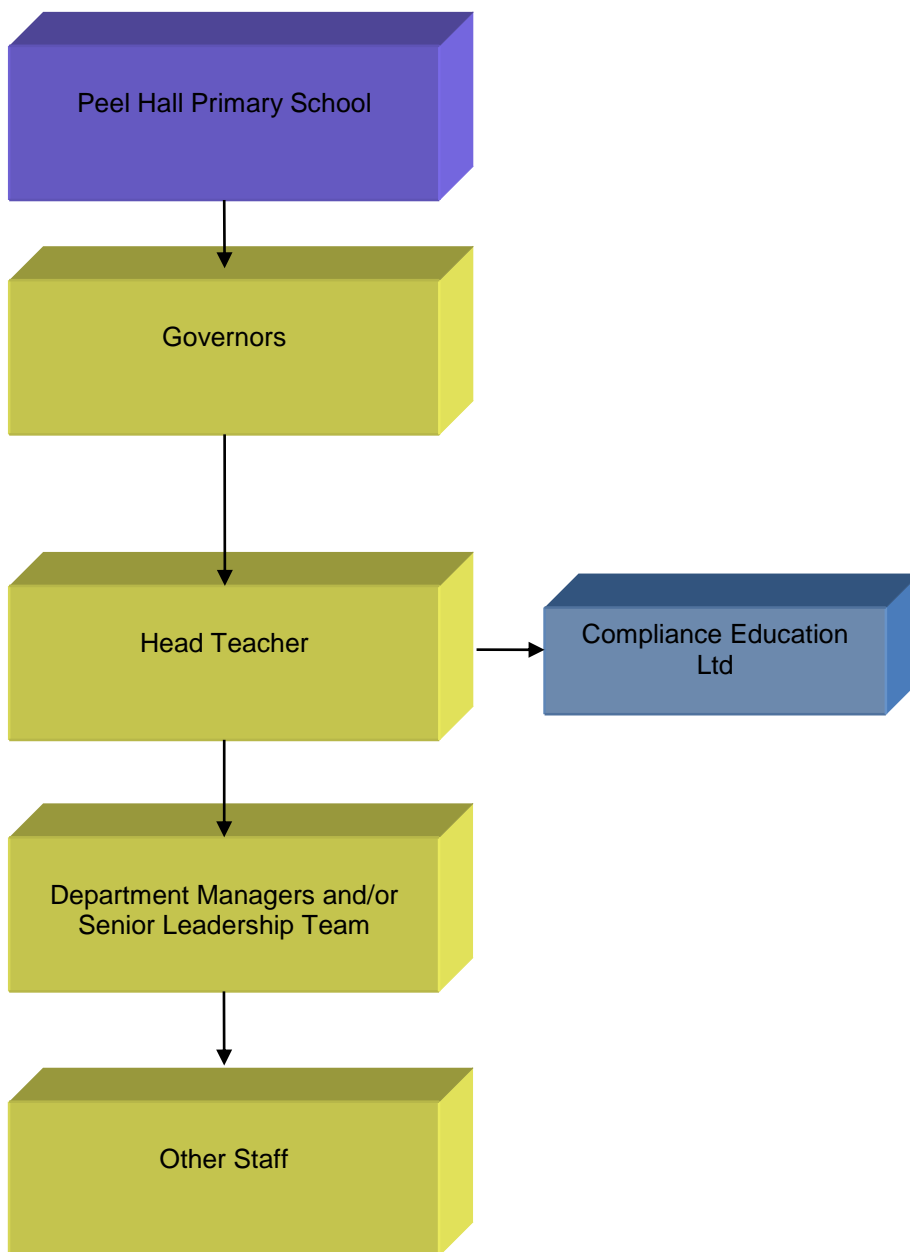 Peel Hall Primary School
Governors
Head Teacher
Compliance Education
Ltd
Department Managers and/or
Senior Leadership Team
Other Staff